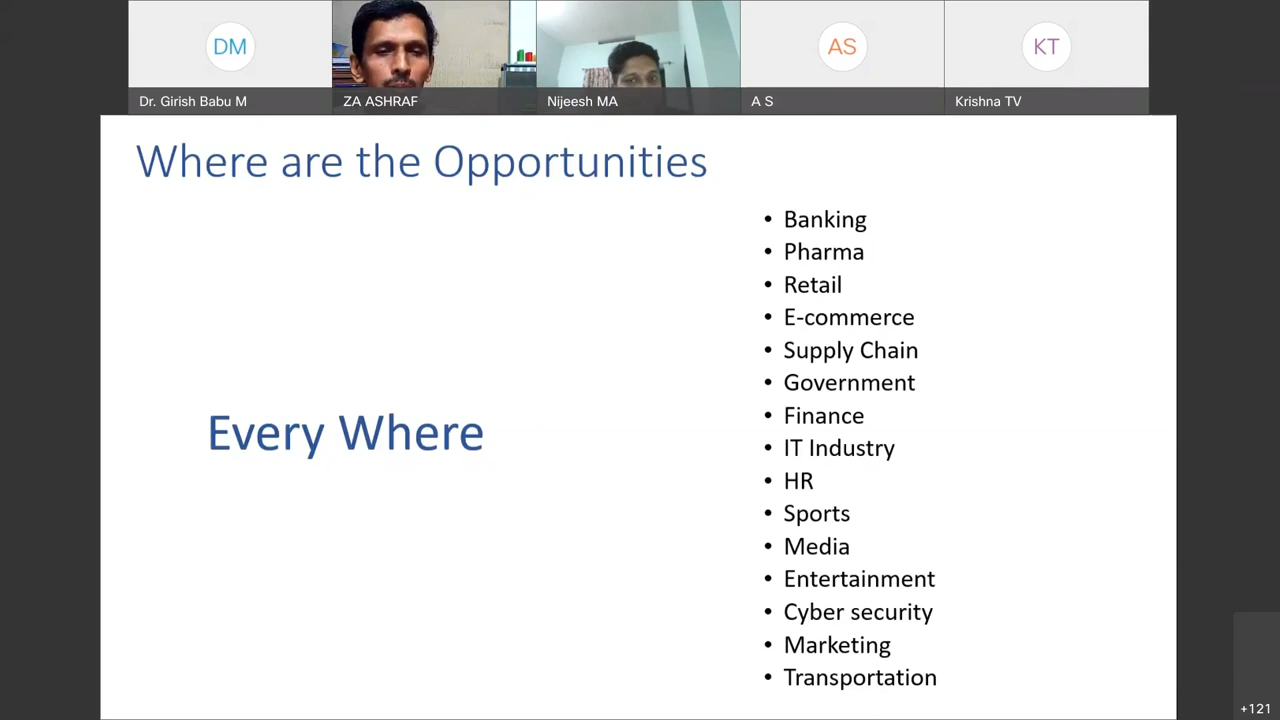 DM
AS
KT
Dr. Girish Babu M
ZA ASHRAF
Nijeesh MA
A S
Krishna TV
Where are the Opportunities
Every Where
• Banking
• Pharma
• Retail
• E-commerce
• Supply Chain
• Government
• Finance
• IT Industry
• HR
• Sports
• Media
• Entertainment
• Cyber security
• Marketing
• Transportation
+121